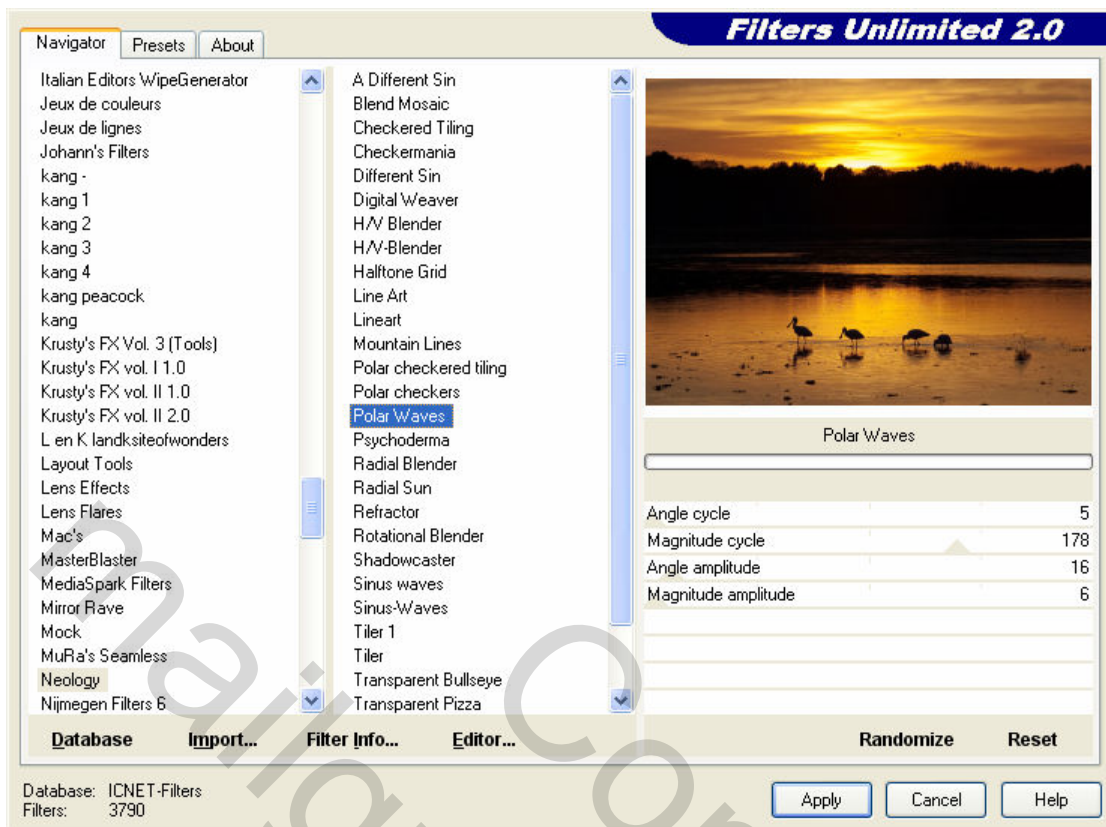 Filters Unlimited 2.0
Navigator
Presets
About
Italian Editors WipeGenerator
Jeux de couleurs
Jeux de lignes
Johann's Filters
kang -
kang 1
kang 2
kang 3
kang 4
kang peacock
kang
Krusty's FX Vol. 3 (Tools)
Krusty's FX vol. I 1.0
Krusty's FX vol. II 1.0
Krusty's FX vol. II 2.0
L en K landksiteofwonders
Layout Tools
Lens Effects
Lens Flares
Mac's
MasterBlaster
MediaSpark Filters
Mirror Rave
Mock
MuRa's Seamless
Neology
Nijmegen Filters 6
A Different Sin
Blend Mosaic
Checkered Tiling
Checkermania
Different Sin
Digital Weaver
H/V Blender
H/V-Blender
Halftone Grid
Line Art
Lineart
Mountain Lines
Polar checkered tiling
Polar checkers
Polar Waves
Psychoderma
Radial Blender
Radial Sun
Refractor
Rotational Blender
Shadowcaster
Sinus waves
Sinus-Waves
Tiler 1
Tiler
Transparent Bullseye
Transparent Pizza
Polar Waves
Angle cycle 5
Magnitude cycle 178
Angle amplitude 16
Magnitude amplitude 6
Database Import... Filter Info... Editor... Randomize Reset
Database: ICNET-Filters
Filters: 3790
Apply Cancel Help